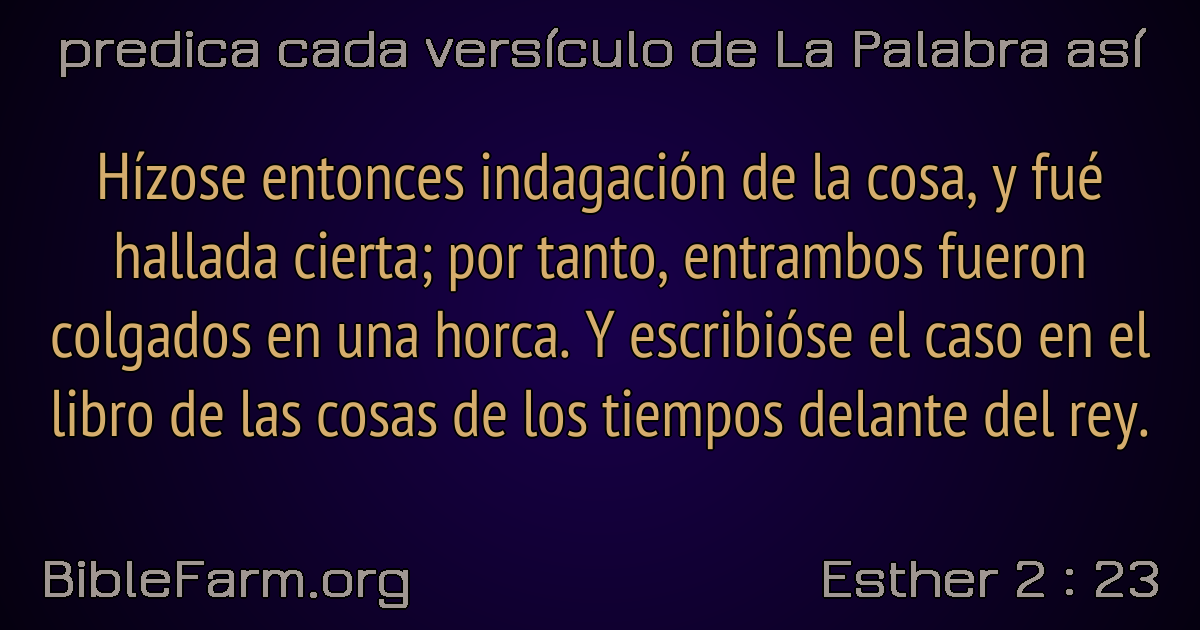 predica cada versículo de La Palabra así
Hízose entonces indagación de la cosa, y fué
hallada cierta; por tanto, entrambos fueron
colgados en una horca. Y escribióse el caso en el
libro de las cosas de los tiempos delante del rey.
BibleFarm.org
Esther 2 : 23